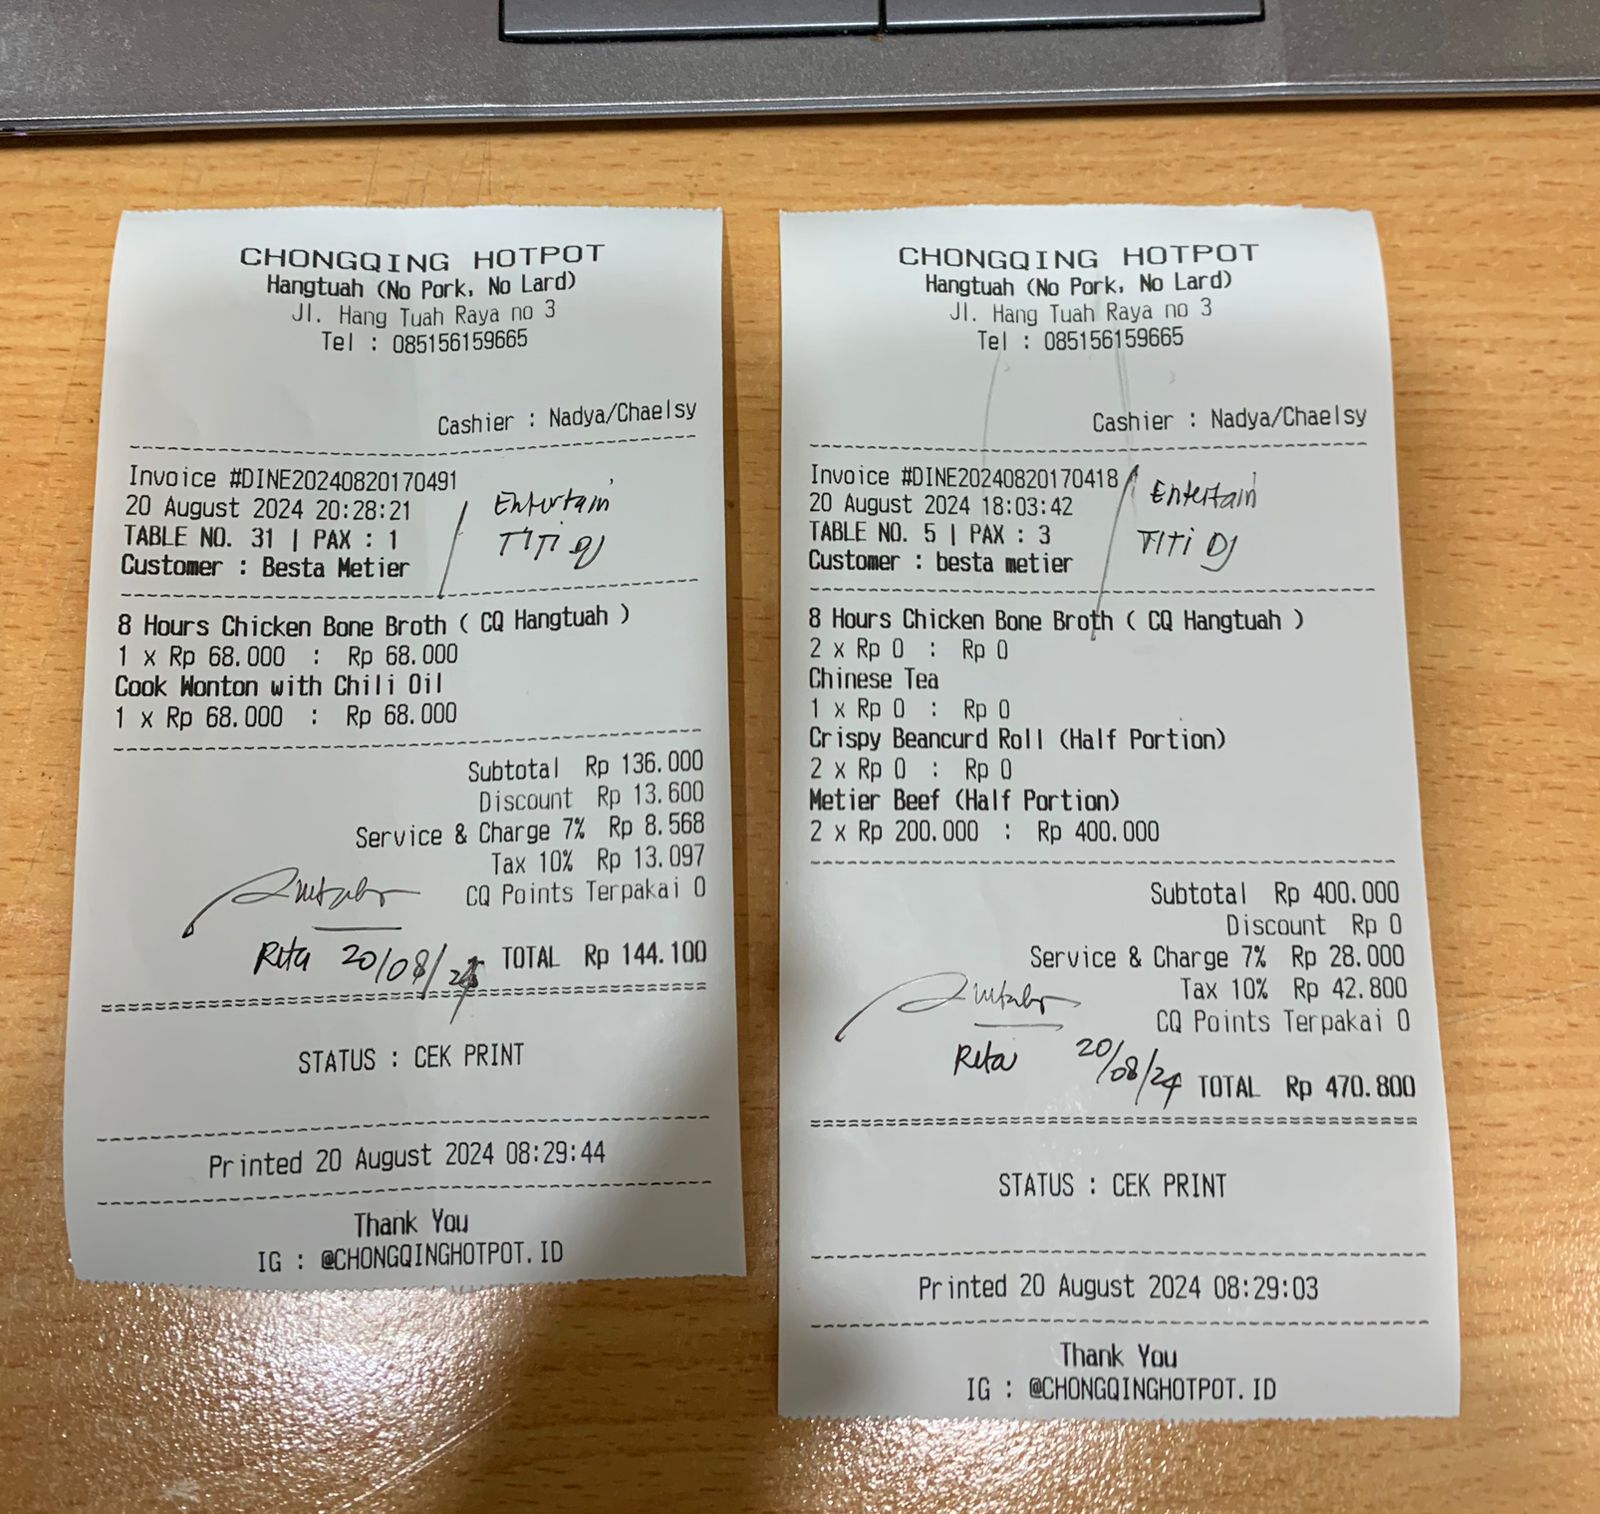 CHONGQING HOTPOT
Hangtuah (No Pork, No Lard)
Jl. Hang Tuah Raya no 3
Tel : 085156159665
Cashier : Nadya/Chaelsy
Invoice #DINE20240820170491
20 August 2024 20:28:21
TABLE NO. 31 | PAX : 1
Customer : Besta Metier
Entertain
TITI DJ
8 Hours Chicken Bone Broth ( CQ Hangtuah )
1 x Rp 68.000 : Rp 68.000
Cook Wonton with Chili Oil
1 x Rp 68.000 : Rp 68.000
Subtotal Rp 136.000
Discount Rp 13.600
Service & Charge 7% Rp 8.568
Tax 10% Rp 13.097
CQ Points Terpakai 0
Rita 20/08/24
TOTAL Rp 144.100
STATUS : CEK PRINT
Printed 20 August 2024 08:29:44
Thank You
IG : @CHONGQINGHOTPOT.ID
CHONGQING HOTPOT
Hangtuah (No Pork, No Lard)
Jl. Hang Tuah Raya no 3
Tel : 085156159665
Cashier : Nadya/Chaelsy
Invoice #DINE20240820170418
20 August 2024 18:03:42
TABLE NO. 5 | PAX : 3
Customer : besta metier
Entertain
TITI DJ
8 Hours Chicken Bone Broth ( CQ Hangtuah )
2 x Rp 0 : Rp 0
Chinese Tea
1 x Rp 0 : Rp 0
Crispy Beancurd Roll (Half Portion)
2 x Rp 0 : Rp 0
Metier Beef (Half Portion)
2 x Rp 200.000 : Rp 400.000
Subtotal Rp 400.000
Discount Rp 0
Service & Charge 7% Rp 28.000
Tax 10% Rp 42.800
CQ Points Terpakai 0
Rita 20/08/24
TOTAL Rp 470.800
STATUS : CEK PRINT
Printed 20 August 2024 08:29:03
Thank You
IG : @CHONGQINGHOTPOT.ID